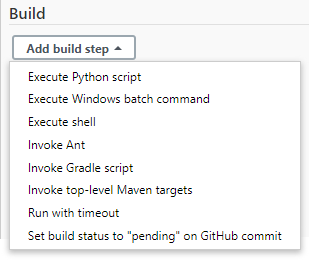 Build
Add build step
Execute Python script
Execute Windows batch command
Execute shell
Invoke Ant
Invoke Gradle script
Invoke top-level Maven targets
Run with timeout
Set build status to "pending" on GitHub commit